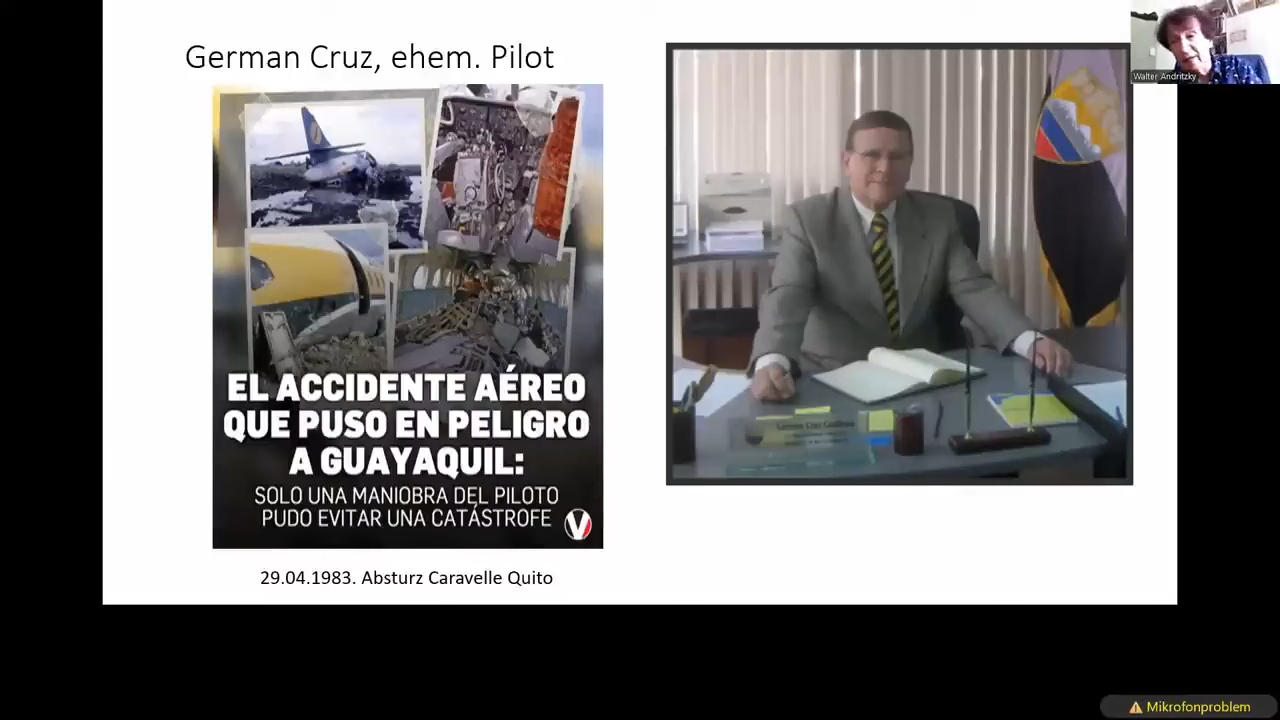 German Cruz, ehem. Pilot
Walter Andritzky
EL ACCIDENTE AÉREO
QUE PUSO EN PELIGRO
A GUAYAQUIL:
SOLO UNA MANIOBRA DEL PILOTO
PUDO EVITAR UNA CATÁSTROFE
V
29.04.1983. Absturz Caravelle Quito
Mikrofonproblem